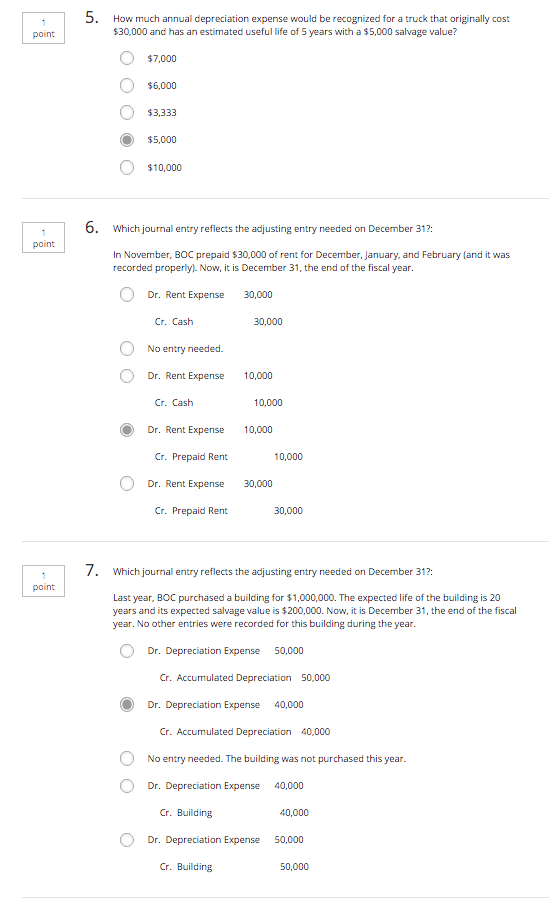 1
point
5. How much annual depreciation expense would be recognized for a truck that originally cost
$30,000 and has an estimated useful life of 5 years with a $5,000 salvage value?
$7,000
$6,000
$3,333
$5,000
$10,000
1
point
6. Which journal entry reflects the adjusting entry needed on December 31?:
In November, BOC prepaid $30,000 of rent for December, January, and February (and it was
recorded properly). Now, it is December 31, the end of the fiscal year.
Dr. Rent Expense 30,000
Cr. Cash 30,000
No entry needed.
Dr. Rent Expense 10,000
Cr. Cash 10,000
Dr. Rent Expense 10,000
Cr. Prepaid Rent 10,000
Dr. Rent Expense 30,000
Cr. Prepaid Rent 30,000
1
point
7. Which journal entry reflects the adjusting entry needed on December 31?:
Last year, BOC purchased a building for $1,000,000. The expected life of the building is 20
years and its expected salvage value is $200,000. Now, it is December 31, the end of the fiscal
year. No other entries were recorded for this building during the year.
Dr. Depreciation Expense 50,000
Cr. Accumulated Depreciation 50,000
Dr. Depreciation Expense 40,000
Cr. Accumulated Depreciation 40,000
No entry needed. The building was not purchased this year.
Dr. Depreciation Expense 40,000
Cr. Building 40,000
Dr. Depreciation Expense 50,000
Cr. Building 50,000